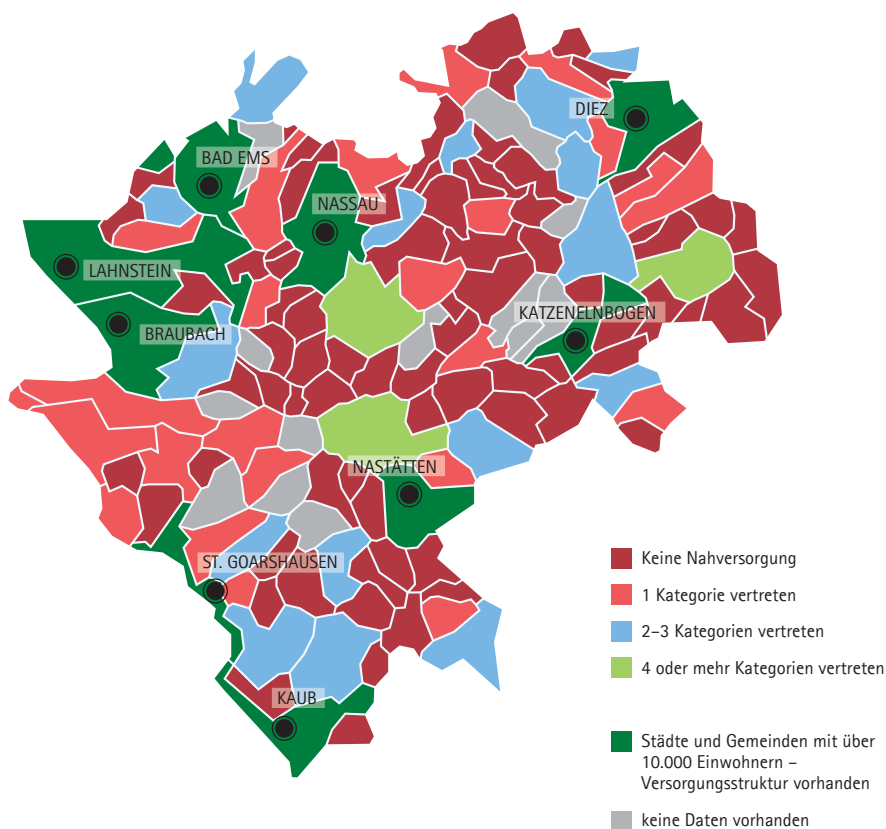 DIEZ
BAD EMS
NASSAU
LAHNSTEIN
KATZENELNBOGEN
BRAUBACH
NASTÄTTEN
ST. GOARSHAUSEN
KAUB
Keine Nahversorgung
1 Kategorie vertreten
2–3 Kategorien vertreten
4 oder mehr Kategorien vertreten
Städte und Gemeinden mit über
10.000 Einwohnern –
Versorgungsstruktur vorhanden
keine Daten vorhanden